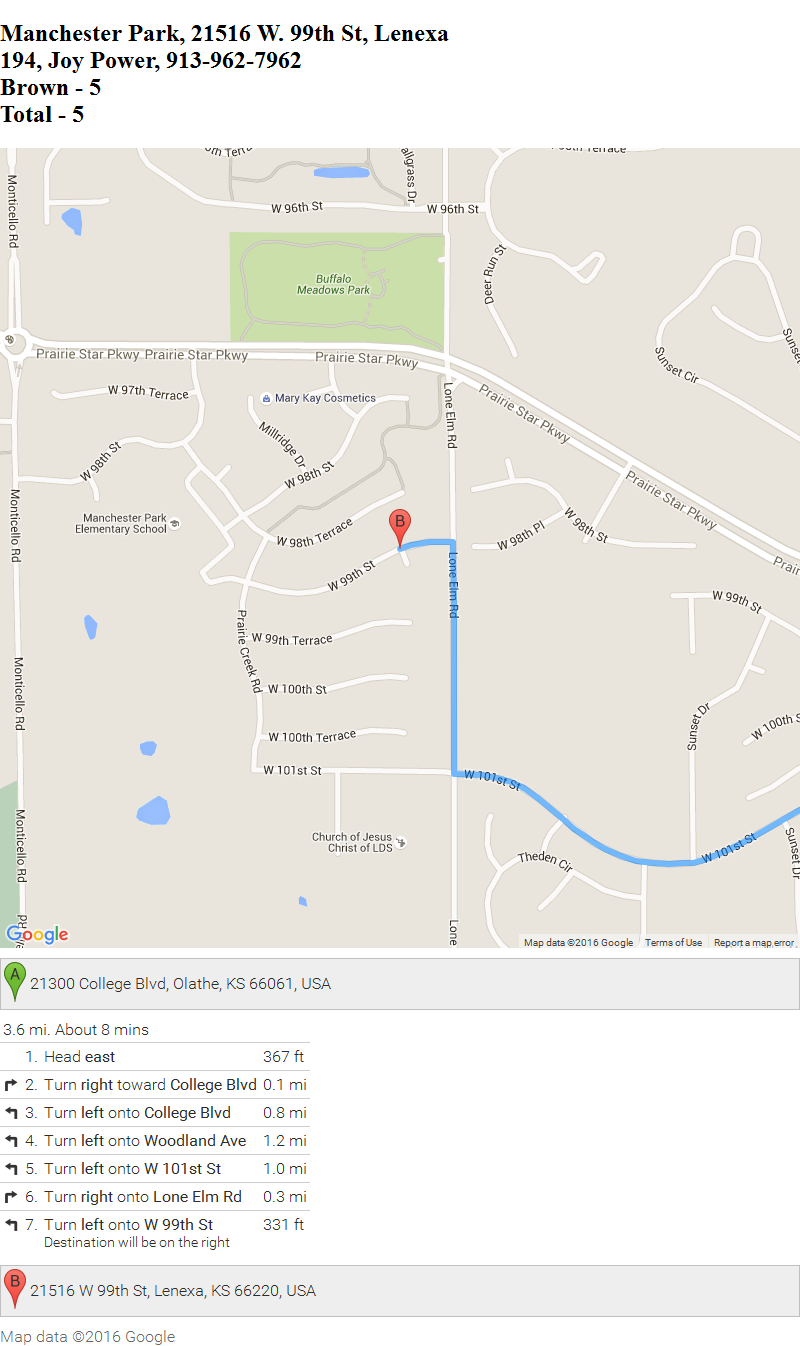 Manchester Park, 21516 W. 99th St, Lenexa
194, Joy Power, 913-962-7962
Brown - 5
Total - 5
Monticello Rd
W 96th St
W 96th St
Deer Run St
Buffalo
Meadows Park
Sunset Cir
Prairie Star Pkwy Prairie Star Pkwy
Prairie Star Pkwy
Prairie Star Pkwy
Prairie Star Pkwy
W 97th Terrace
Mary Kay Cosmetics
Lone Elm Rd
Millridge Dr
W 98th St
W 98th St
Monticello Rd
Manchester Park
Elementary School
W 98th Terrace
B
W 98th Pl
W 98th St
W 99th St
Lone Elm Rd
W 99th St
Prairie Creek Rd
W 99th Terrace
Monticello Rd
W 100th St
W 100th Terrace
Sunset Dr
W 100th S
W 101st St
W 101st St
Monticello Rd
Church of Jesus
Christ of LDS
Theden Cir
W 101st St
Sunset Dr
Lone
Google
Map data ©2016 Google
Terms of Use
Report a map error
A
21300 College Blvd, Olathe, KS 66061, USA
3.6 mi. About 8 mins
1. Head east 367 ft
2. Turn right toward College Blvd 0.1 mi
3. Turn left onto College Blvd 0.8 mi
4. Turn left onto Woodland Ave 1.2 mi
5. Turn left onto W 101st St 1.0 mi
6. Turn right onto Lone Elm Rd 0.3 mi
7. Turn left onto W 99th St 331 ft
Destination will be on the right
B
21516 W 99th St, Lenexa, KS 66220, USA
Map data ©2016 Google